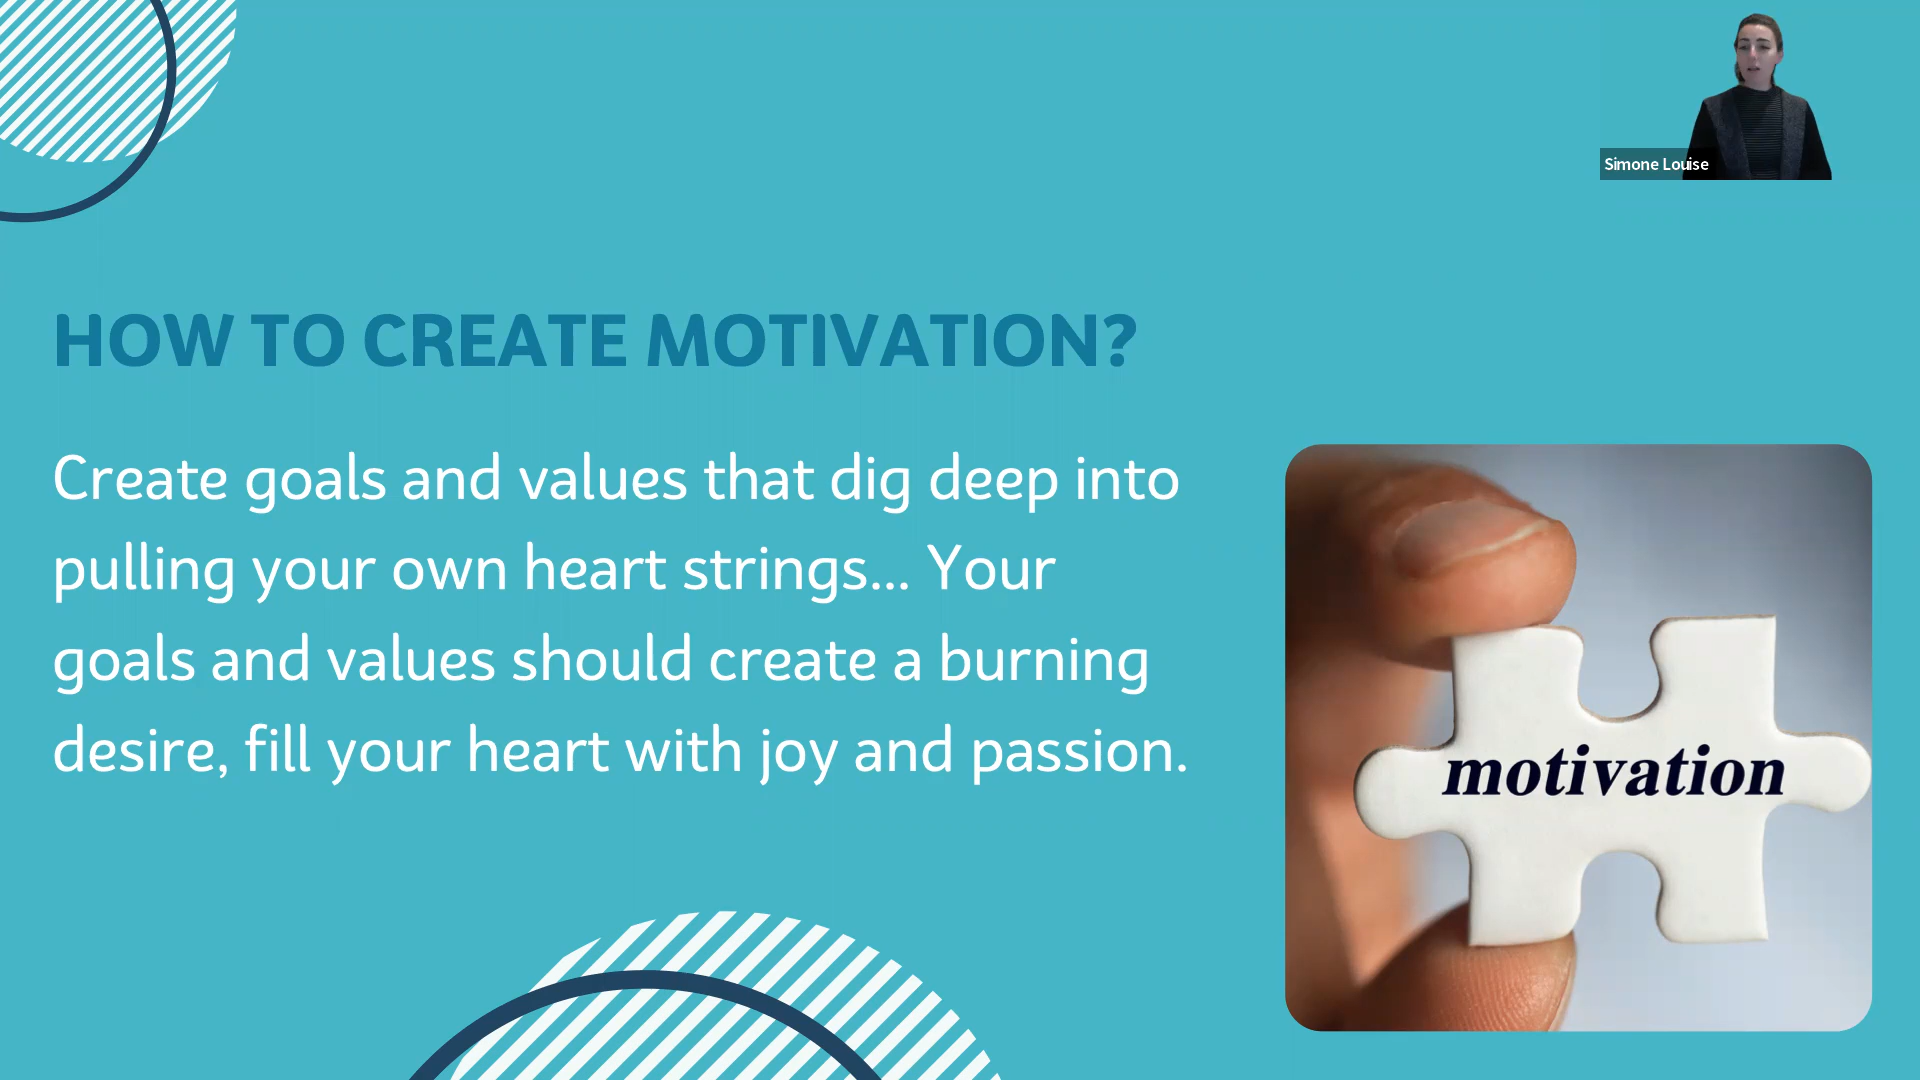 Simone Louise
HOW TO CREATE MOTIVATION?
Create goals and values that dig deep into
pulling your own heart strings... Your
goals and values should create a burning
desire, fill your heart with joy and passion.
motivation